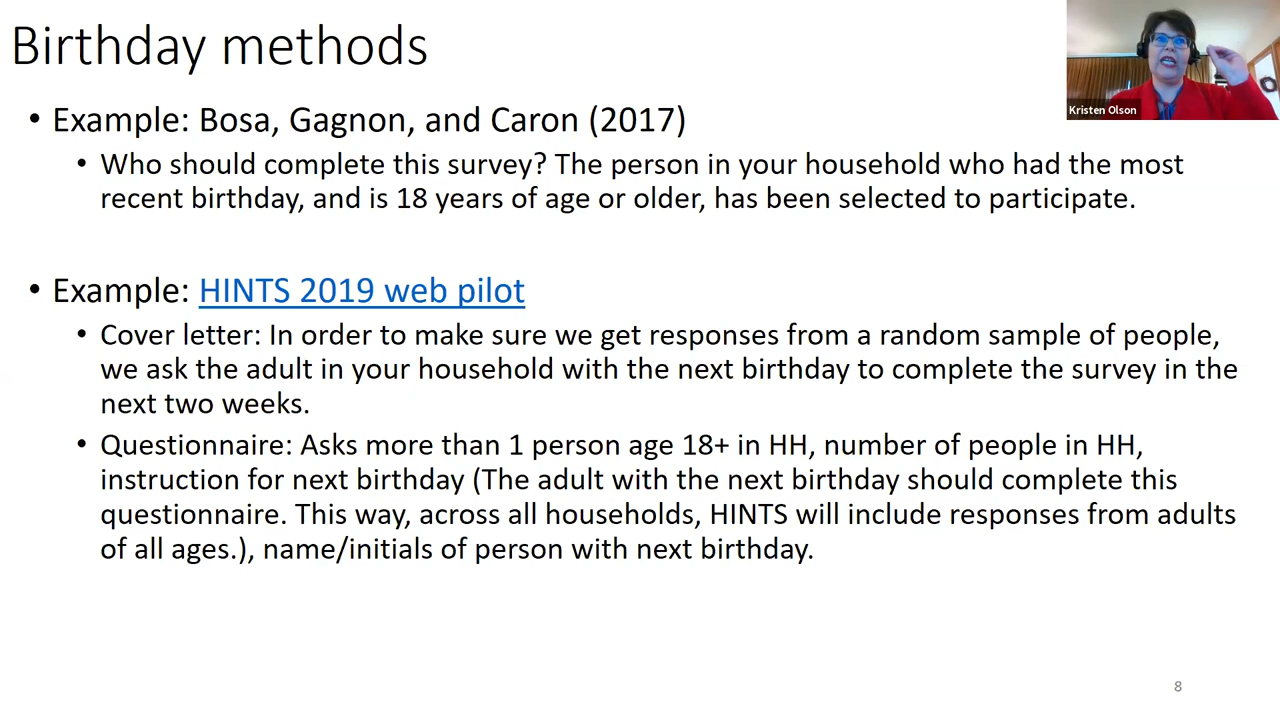 Birthday methods
Kristen Olson
• Example: Bosa, Gagnon, and Caron (2017)
• Who should complete this survey? The person in your household who had the most
recent birthday, and is 18 years of age or older, has been selected to participate.
• Example: HINTS 2019 web pilot
• Cover letter: In order to make sure we get responses from a random sample of people,
we ask the adult in your household with the next birthday to complete the survey in the
next two weeks.
• Questionnaire: Asks more than 1 person age 18+ in HH, number of people in HH,
instruction for next birthday (The adult with the next birthday should complete this
questionnaire. This way, across all households, HINTS will include responses from adults
of all ages.), name/initials of person with next birthday.
8